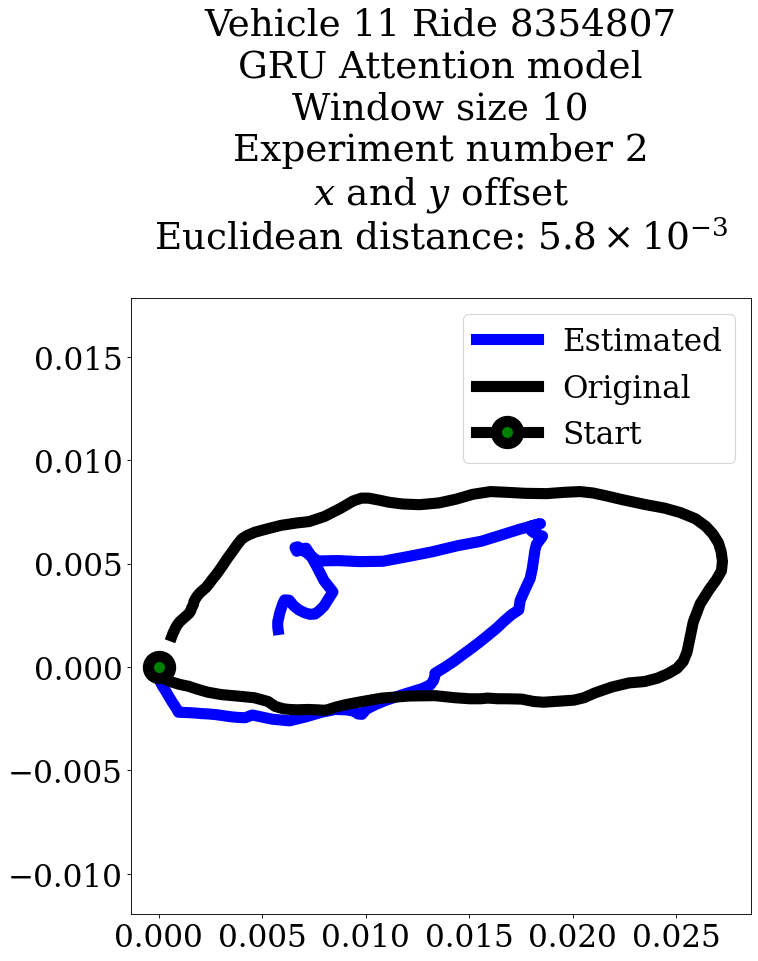 Vehicle 11 Ride 8354807
GRU Attention model
Window size 10
Experiment number 2
x and y offset
Euclidean distance: 5.8 × 10⁻³
Estimated
Original
Start
0.015
0.010
0.005
0.000
−0.005
−0.010
0.000 0.005 0.010 0.015 0.020 0.025